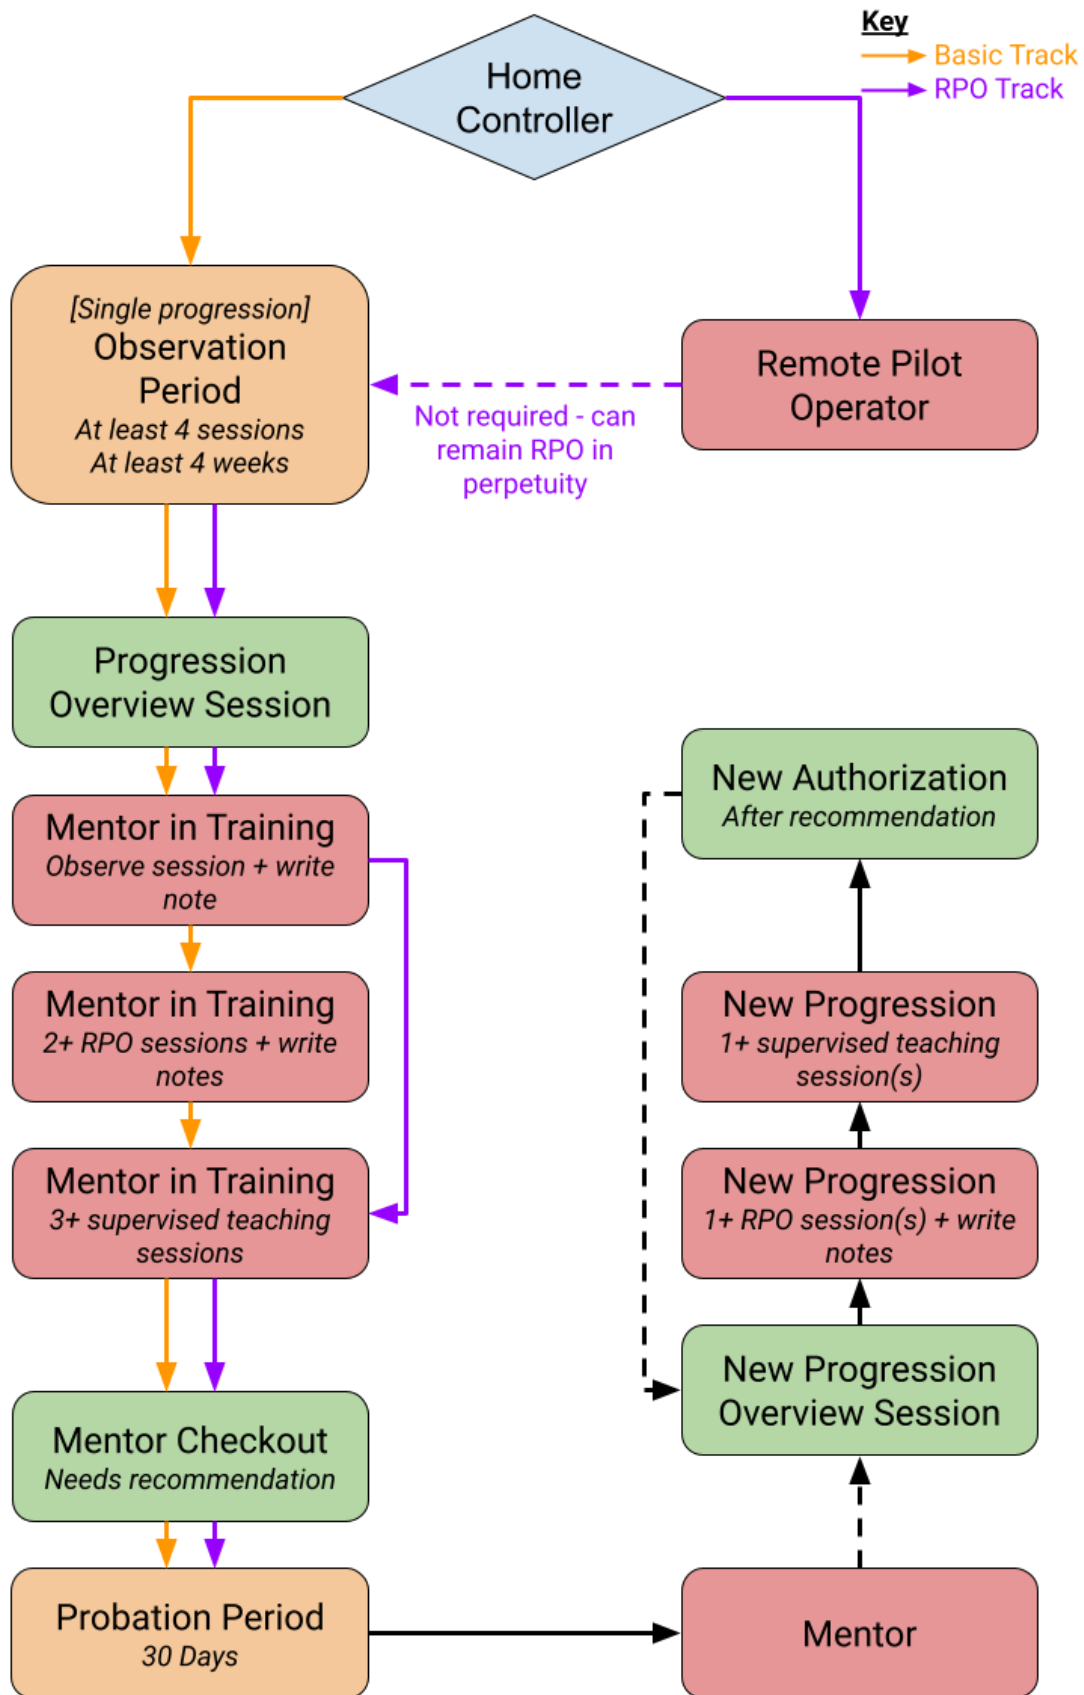 Key
Basic Track
RPO Track
Home
Controller
[Single progression]
Observation
Period
At least 4 sessions
At least 4 weeks
Not required - can
remain RPO in
perpetuity
Remote Pilot
Operator
Progression
Overview Session
Mentor in Training
Observe session + write
note
Mentor in Training
2+ RPO sessions + write
notes
Mentor in Training
3+ supervised teaching
sessions
Mentor Checkout
Needs recommendation
Probation Period
30 Days
New Authorization
After recommendation
New Progression
1+ supervised teaching
session(s)
New Progression
1+ RPO session(s) + write
notes
New Progression
Overview Session
Mentor